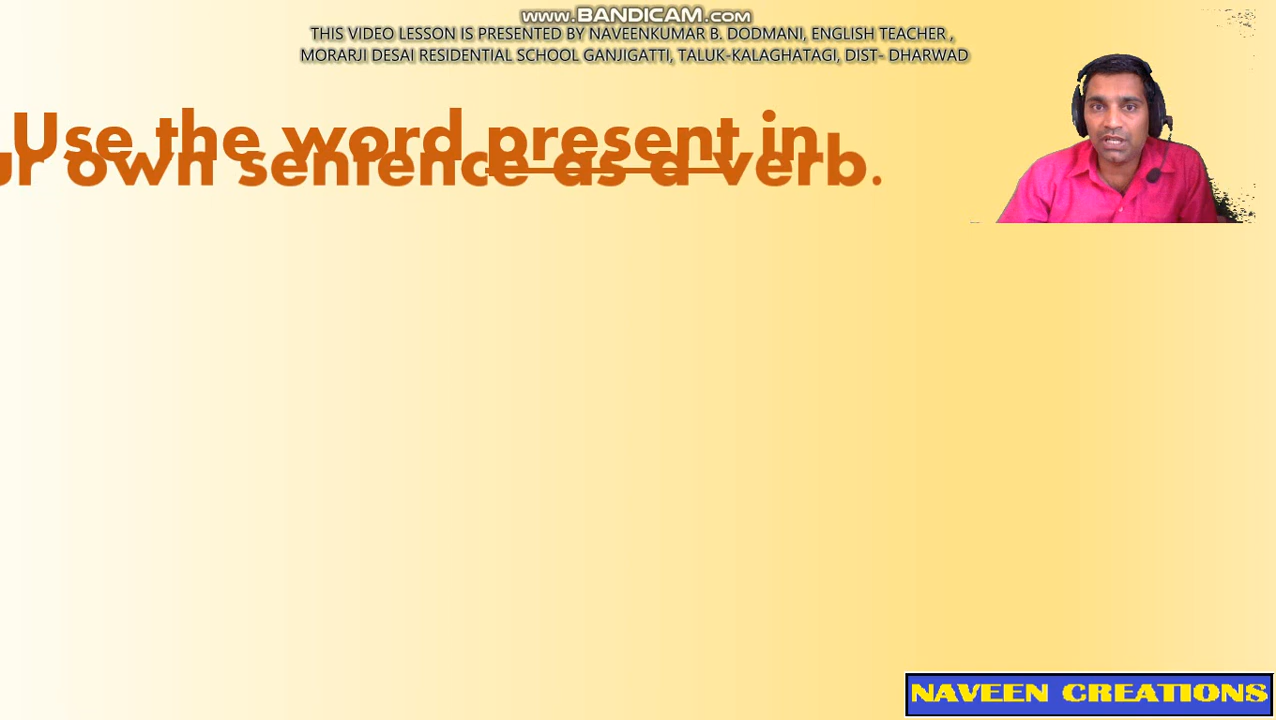 www.BANDICAM.com
THIS VIDEO LESSON IS PRESENTED BY NAVEENKUMAR B. DODMANI, ENGLISH TEACHER ,
MORARJI DESAI RESIDENTIAL SCHOOL GANJIGATTI, TALUK-KALAGHATAGI, DIST- DHARWAD
Use the word present in
ur own sentence as a verb.
NAVEEN CREATIONS